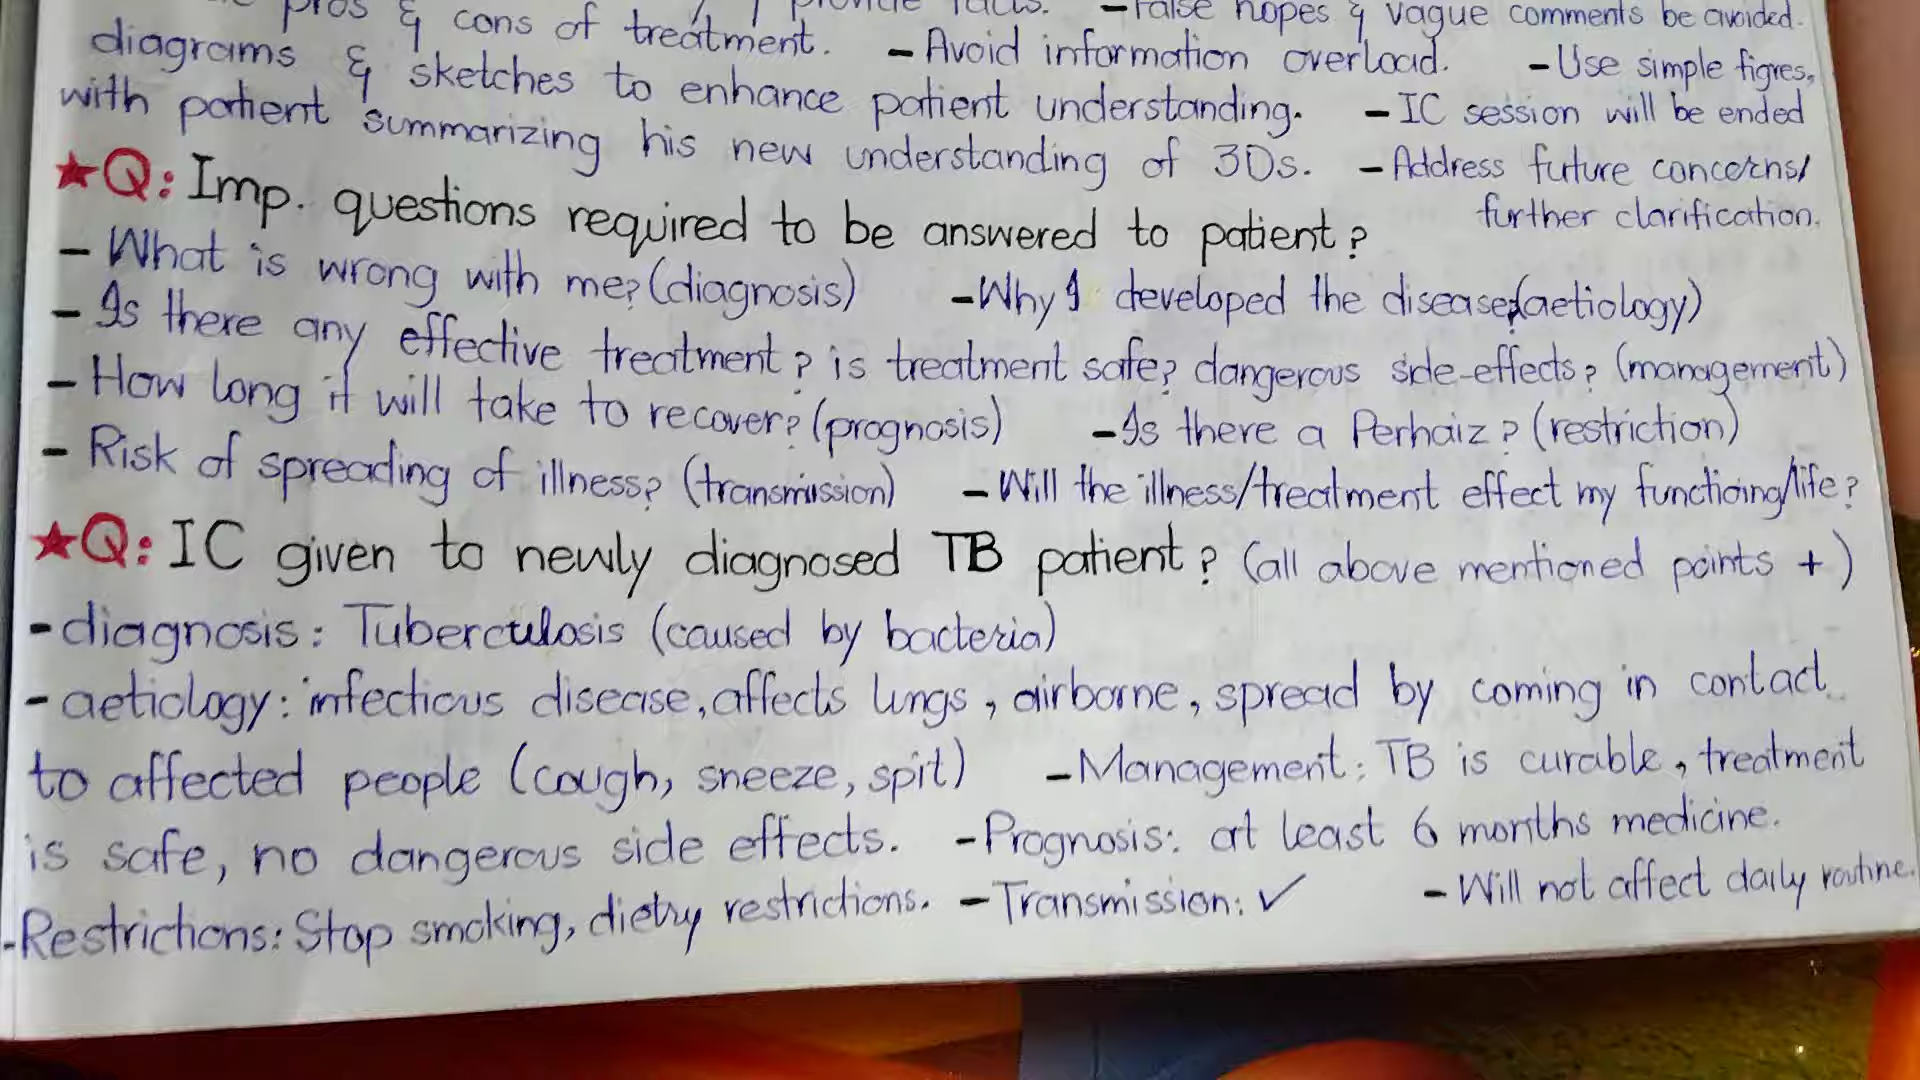 pros & cons of treatment. - False hopes & vague comments be avoided.
- Avoid information overload. - Use simple figres,
diagrams & sketches to enhance patient understanding. - IC session will be ended
with patient summarizing his new understanding of 3Ds. - Address future concerns/
further clarification.
★Q: Imp. questions required to be answered to patient?
- What is wrong with me? (diagnosis) - Why I developed the disease? (aetiology)
- Is there any effective treatment? is treatment safe? dangerous side-effects? (management)
- How long it will take to recover? (prognosis) - Is there a Perhaiz? (restriction)
- Risk of spreading of illness? (transmission) - Will the illness/treatment effect my functioing/life?
★Q: IC given to newly diagnosed TB patient? (all above mentioned points +)
- diagnosis: Tuberculosis (caused by bacteria)
- aetiology: infectious disease, affects lungs, airborne, spread by coming in contact
to affected people (cough, sneeze, spit) - Management: TB is curable, treatment
is safe, no dangerous side effects. - Prognosis: at least 6 months medicine.
- Restrictions: Stop smoking, dietry restrictions. - Transmission: ✓ - Will not affect daily routine.